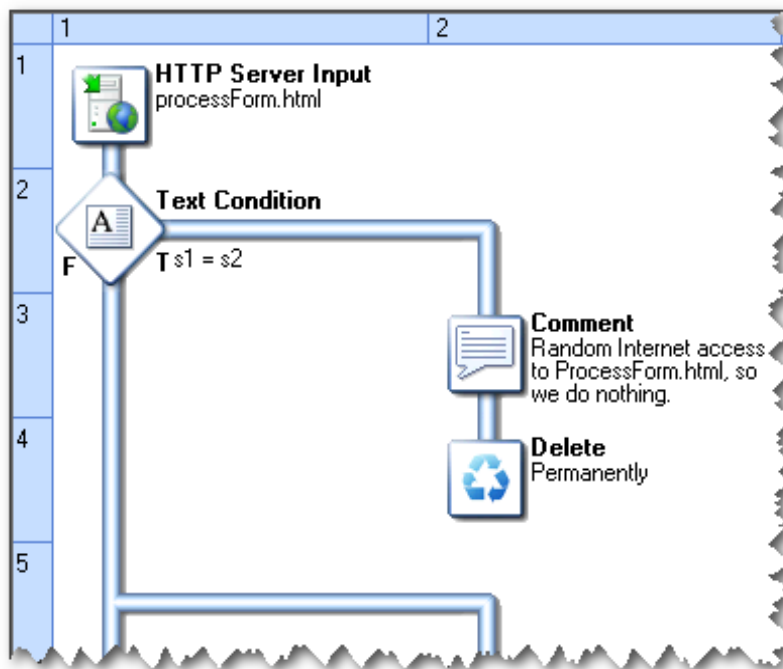 1
2
1
HTTP Server Input
processForm.html
2
A
Text Condition
F
T s1 = s2
3
Comment
Random Internet access
to ProcessForm.html, so
we do nothing.
4
Delete
Permanently
5